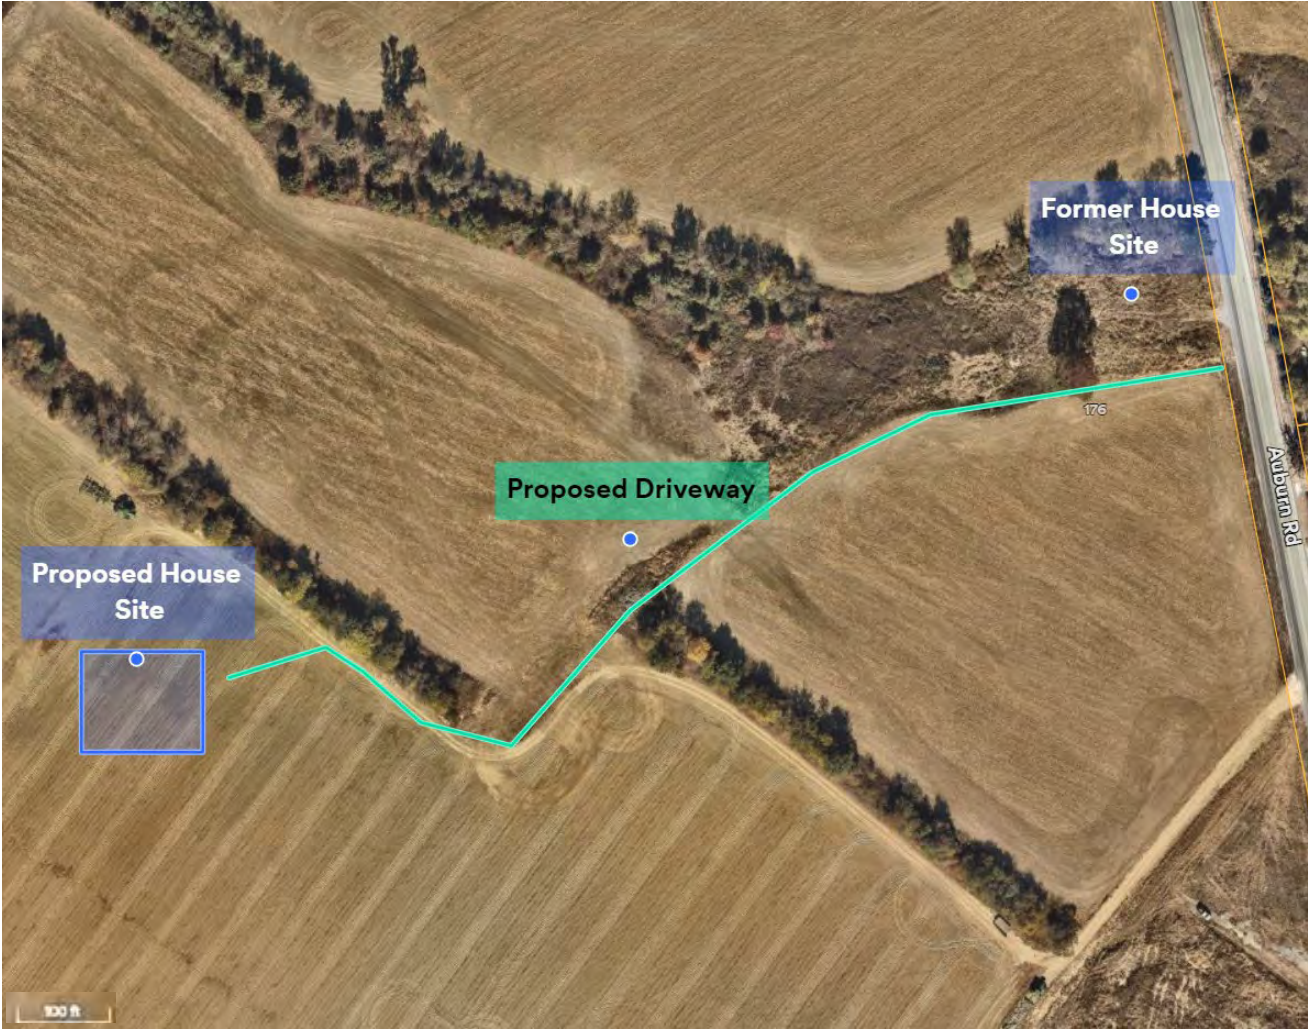 Former House
Site
176
Auburn Rd
Proposed Driveway
Proposed House
Site
100 ft